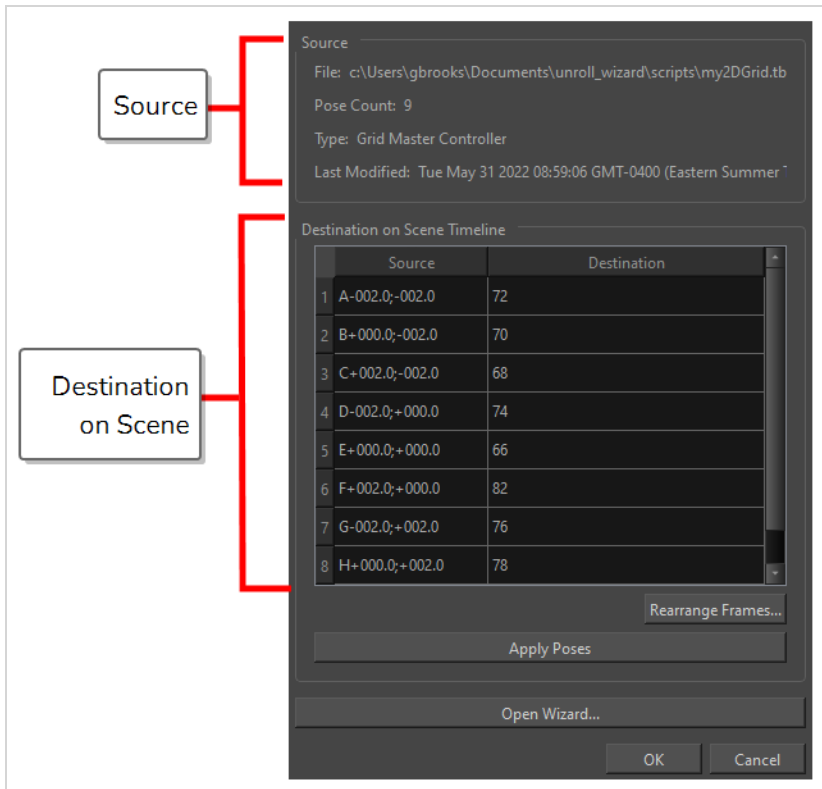 Source
Source
File: c:\Users\gbrooks\Documents\unroll_wizard\scripts\my2DGrid.tb
Pose Count: 9
Type: Grid Master Controller
Last Modified: Tue May 31 2022 08:59:06 GMT-0400 (Eastern Summer
Destination
on Scene
Destination on Scene Timeline
Source Destination
1 A-002.0;-002.0 72
2 B+000.0;-002.0 70
3 C+002.0;-002.0 68
4 D-002.0;+000.0 74
5 E+000.0;+000.0 66
6 F+002.0;+000.0 82
7 G-002.0;+002.0 76
8 H+000.0;+002.0 78
Rearrange Frames...
Apply Poses
Open Wizard...
OK Cancel